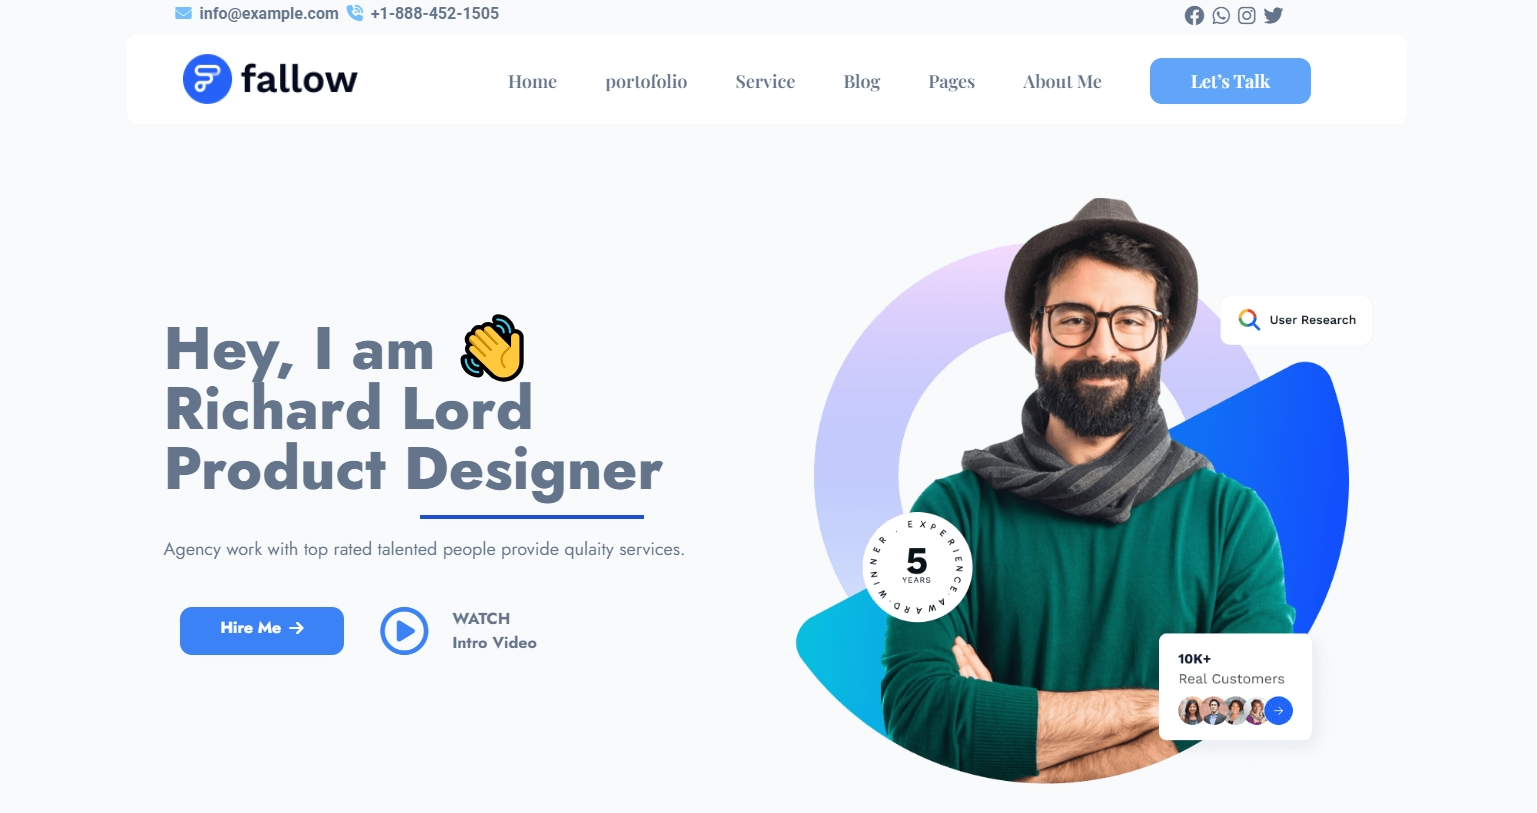 info@example.com +1-888-452-1505
fallow
Home portofolio Service Blog Pages About Me Let's Talk
Hey, I am
Richard Lord
Product Designer
Agency work with top rated talented people provide qulaity services.
Hire Me
WATCH
Intro Video
User Research
5
YEARS
EXPERIENCE · AWARD · WINNER ·
10K+
Real Customers